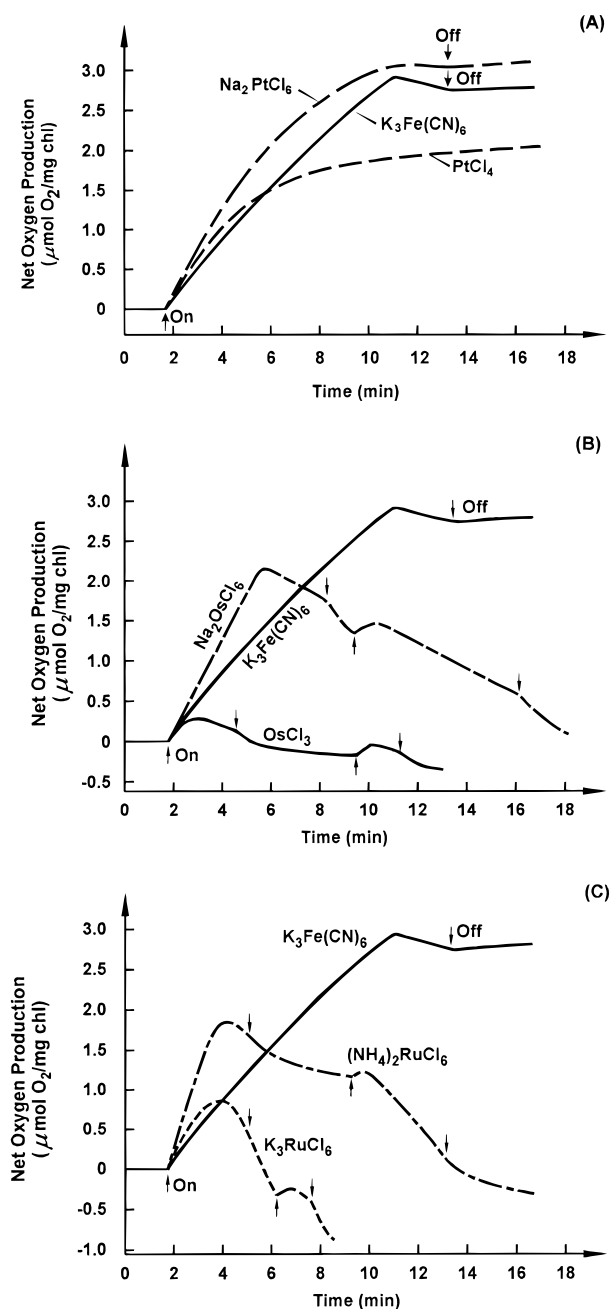 (A)
Off
3.0
Na2PtCl6
Off
2.5
K3Fe(CN)6
2.0
PtCl4
1.5
1.0
0.5
0
On
Net Oxygen Production
(μmol O2/mg chl)
0 2 4 6 8 10 12 14 16 18
Time (min)
(B)
3.0
Off
2.5
2.0
Na2OsCl6
1.5
K3Fe(CN)6
1.0
0.5
OsCl3
0
On
-0.5
Net Oxygen Production
(μmol O2/mg chl)
0 2 4 6 8 10 12 14 16 18
Time (min)
(C)
3.0
K3Fe(CN)6
Off
2.5
2.0
1.5
(NH4)2RuCl6
1.0
0.5
K3RuCl6
0
On
-0.5
-1.0
Net Oxygen Production
(μmol O2/mg chl)
0 2 4 6 8 10 12 14 16 18
Time (min)